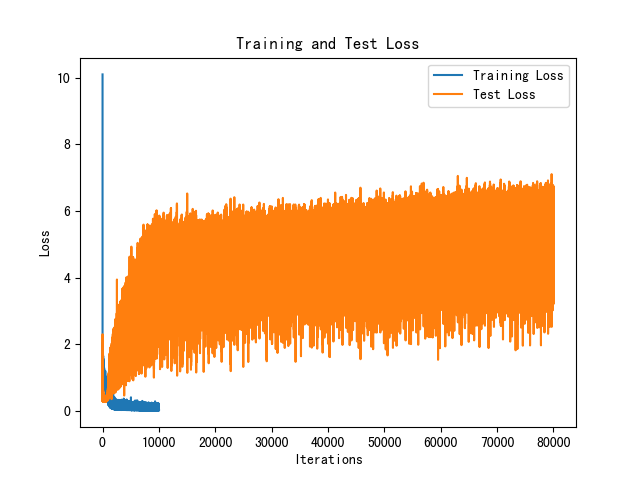 Training and Test Loss
Training Loss
Test Loss
10
8
6
4
2
0
Loss
0 10000 20000 30000 40000 50000 60000 70000 80000
Iterations